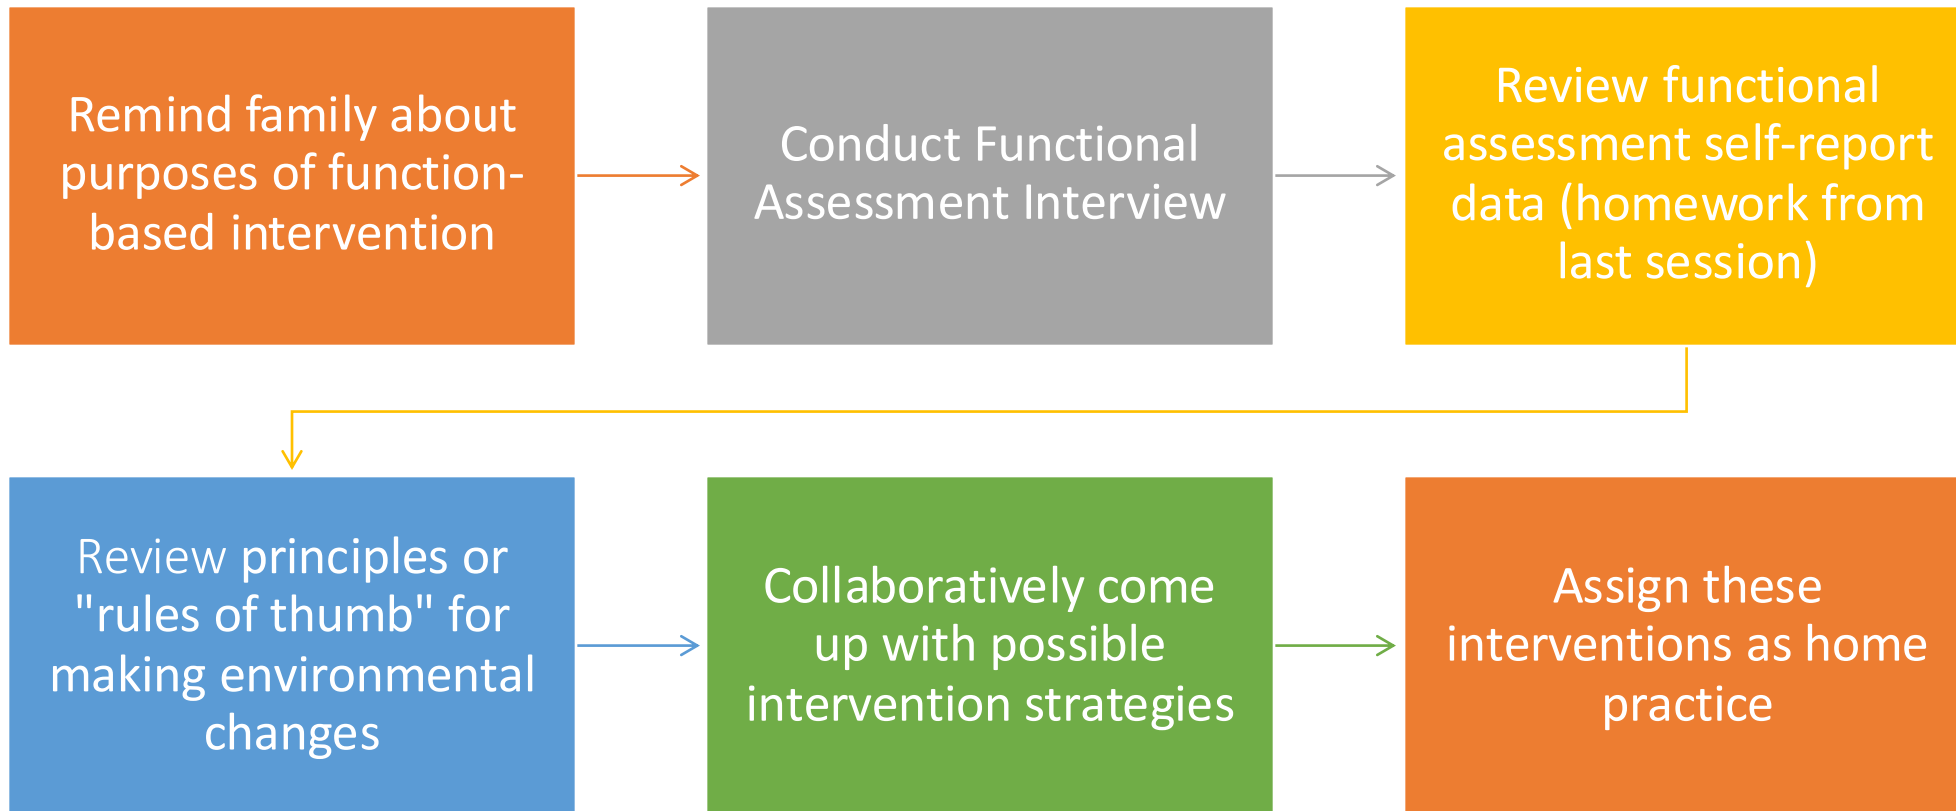 Remind family about
purposes of function-
based intervention
Conduct Functional
Assessment Interview
Review functional
assessment self-report
data (homework from
last session)
Review principles or
"rules of thumb" for
making environmental
changes
Collaboratively come
up with possible
intervention strategies
Assign these
interventions as home
practice